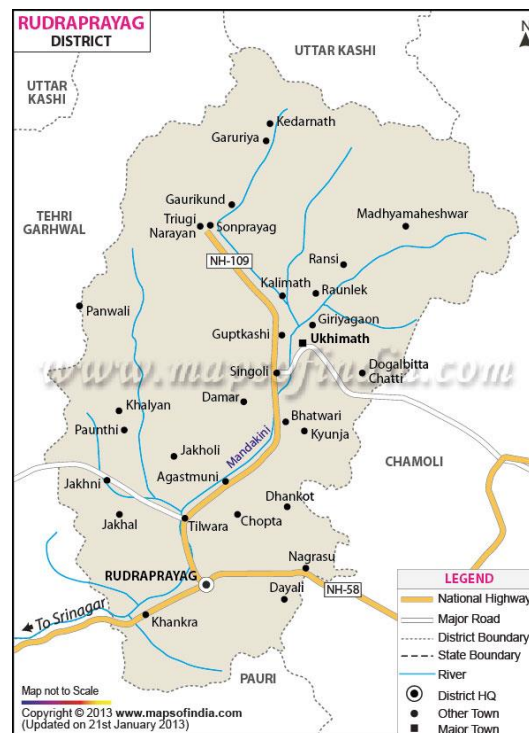 RUDRAPRAYAG
DISTRICT
UTTAR KASHI
UTTAR
KASHI
Kedarnath
Garuriya
Gaurikund
Triugi
Narayan
Sonprayag
Madhyamaheshwar
TEHRI
GARHWAL
NH-109
Ransi
Kalimath
Raunlek
Panwali
Giriyagaon
Guptkashi
Ukhimath
www.mapsofindia.com
Singoli
Dogalbitta
Chatti
Damar
Khalyan
Bhatwari
Paunthi
Kyunja
Mandakini
Jakholi
CHAMOLI
Jakhni
Agastmuni
Dhankot
Jakhal
Tilwara
Chopta
Nagrasu
RUDRAPRAYAG
Dayali
NH-58
To Srinagar
Khankra
PAURI
LEGEND
National Highway
Major Road
District Boundary
State Boundary
River
District HQ
Other Town
Major Town
Map not to Scale
Copyright © 2013 www.mapsofindia.com
(Updated on 21st January 2013)